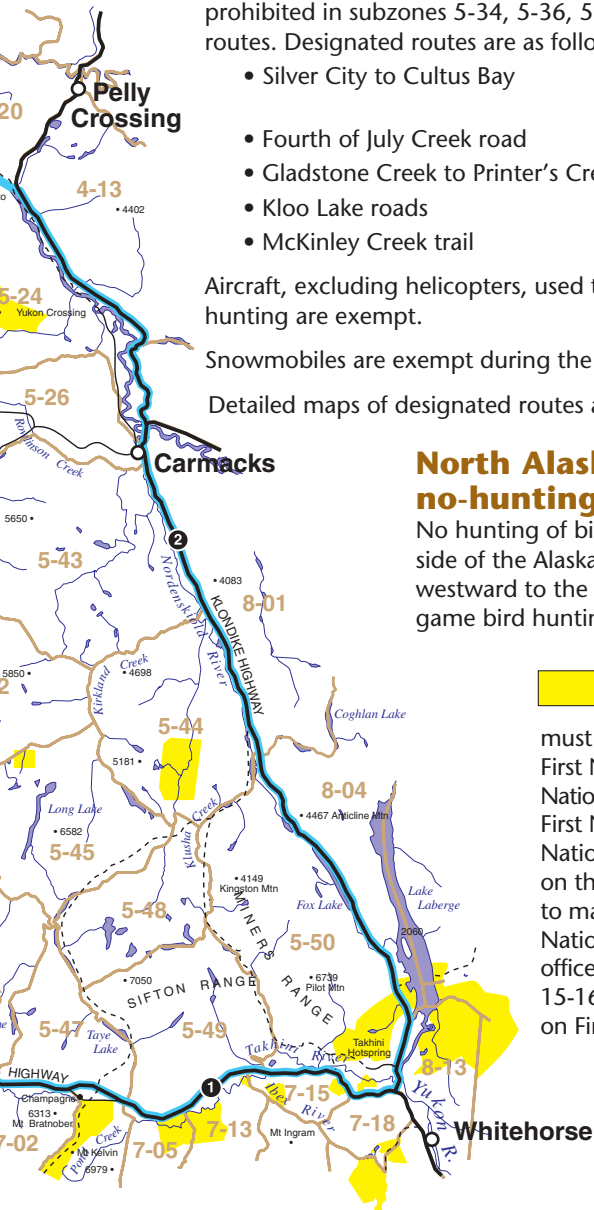 prohibited in subzones 5-34, 5-36, 5
routes. Designated routes are as follo
• Silver City to Cultus Bay
• Fourth of July Creek road
• Gladstone Creek to Printer's Cre
• Kloo Lake roads
• McKinley Creek trail
Aircraft, excluding helicopters, used t
hunting are exempt.
Snowmobiles are exempt during the
Detailed maps of designated routes a
North Alask
no-hunting
No hunting of bi
side of the Alaska
westward to the
game bird huntin
must
First N
Natio
First N
Natio
on th
to ma
Natio
office
15-16
on Fir
Pelly
Crossing
20
4-13
• 4402
5-24
Yukon Crossing
5-26
Rowlinson Creek
Carmacks
5650 •
2
5-43
Nordenskiold River
• 4083
8-01
KLONDIKE HIGHWAY
5850 •
2
Kirkland Creek
• 4698
Coghlan Lake
5-44
5181 •
8-04
Long Lake
• 6582
5-45
Klusha Creek
• 4467 Anticline Mtn
• 4149
Kingston Mtn
Fox Lake
Lake
Laberge
2060
5-48
MINERS RANGE
5-50
• 7050
SIFTON RANGE
• 6739
Pilot Mtn
5-47
Taye
Lake
5-49
Takhini River
Takhini
Hotspring
8-13
HIGHWAY
1
Champagne
6313 •
Mt Bratnober
7-15
Ibex River
Yukon R.
7-02
Creek
• Mt Kelvin
6979 •
7-05
7-13
Mt Ingram
7-18
Whitehorse